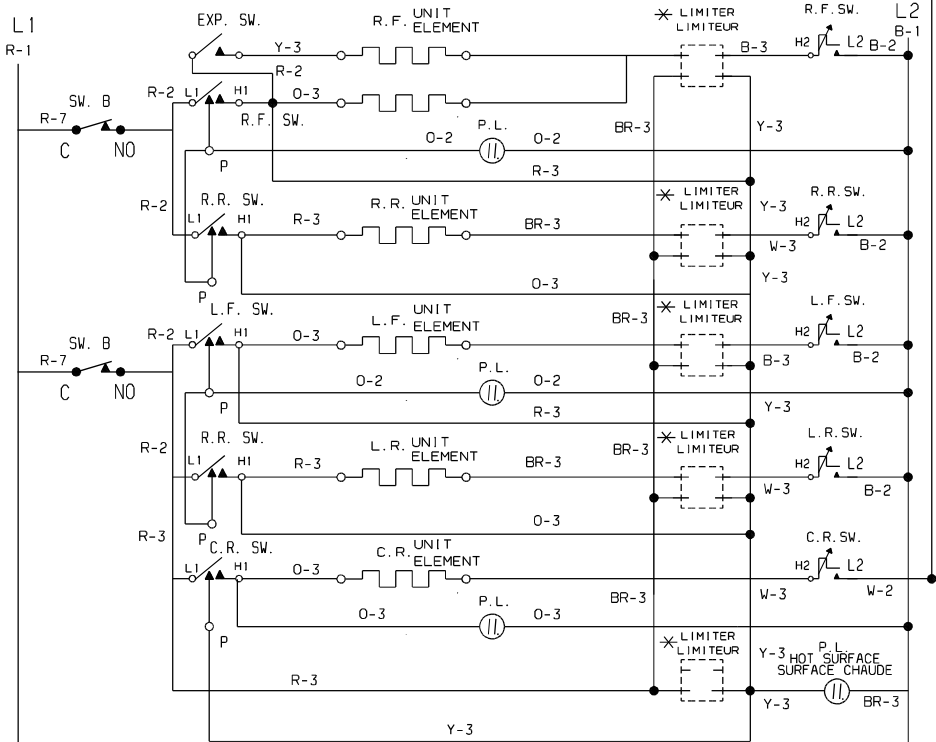 L1
R-1
EXP. SW.
R.F. UNIT
ELEMENT
LIMITER
LIMITEUR
R.F.SW.
L2
B-1
Y-3
B-3
H2
L2
B-2
R-2
SW. B
R-2
L1
H1
O-3
R-7
R.F. SW.
C
NO
P.L.
O-2
O-2
BR-3
Y-3
P
R-3
R-2
R.R. SW.
L1
H1
R-3
R.R. UNIT
ELEMENT
BR-3
LIMITER
LIMITEUR
Y-3
R.R.SW.
H2
L2
W-3
B-2
Y-3
P
O-3
L.F. SW.
LIMITER
LIMITEUR
L.F.SW.
BR-3
R-2
L1
H1
O-3
L.F. UNIT
ELEMENT
H2
L2
SW. B
R-7
B-3
B-2
C
NO
P.L.
O-2
O-2
P
R-3
Y-3
R.R. SW.
R-2
L1
H1
R-3
L.R. UNIT
ELEMENT
BR-3
BR-3
LIMITER
LIMITEUR
L.R.SW.
H2
L2
W-3
B-2
O-3
R-3
P
C.R. SW.
C.R. UNIT
ELEMENT
C.R.SW.
L1
H1
O-3
H2
L2
BR-3
W-3
W-2
P.L.
O-3
O-3
P
LIMITER
LIMITEUR
Y-3
P.L.
HOT SURFACE
SURFACE CHAUDE
R-3
Y-3
BR-3
Y-3